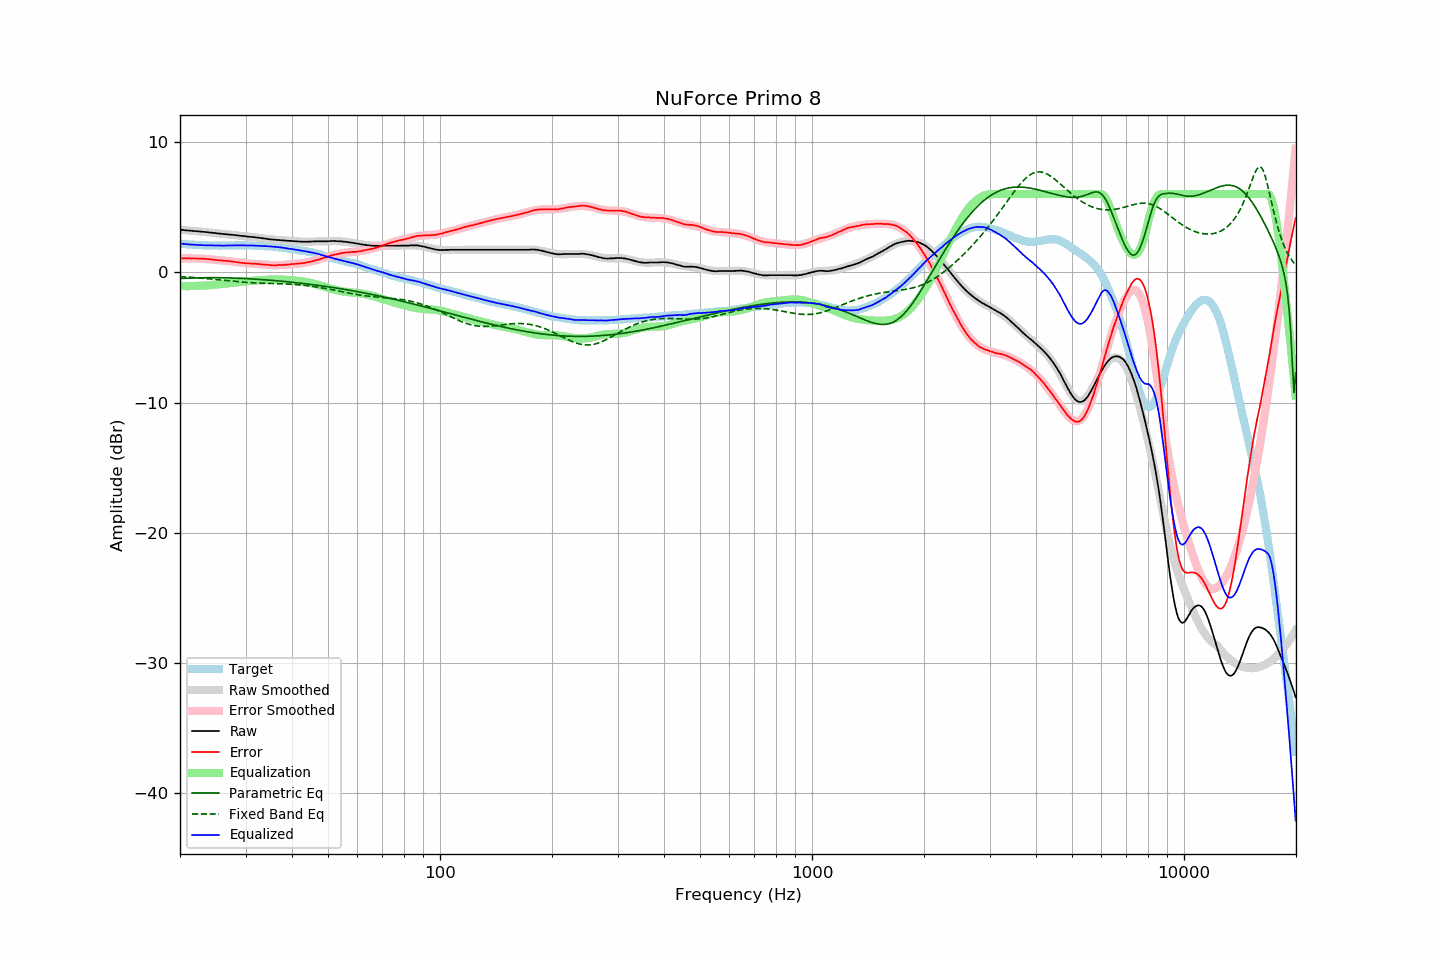 NuForce Primo 8
10
0
−10
−20
−30
−40
Amplitude (dBr)
Target
Raw Smoothed
Error Smoothed
Raw
Error
Equalization
Parametric Eq
Fixed Band Eq
Equalized
100
1000
10000
Frequency (Hz)